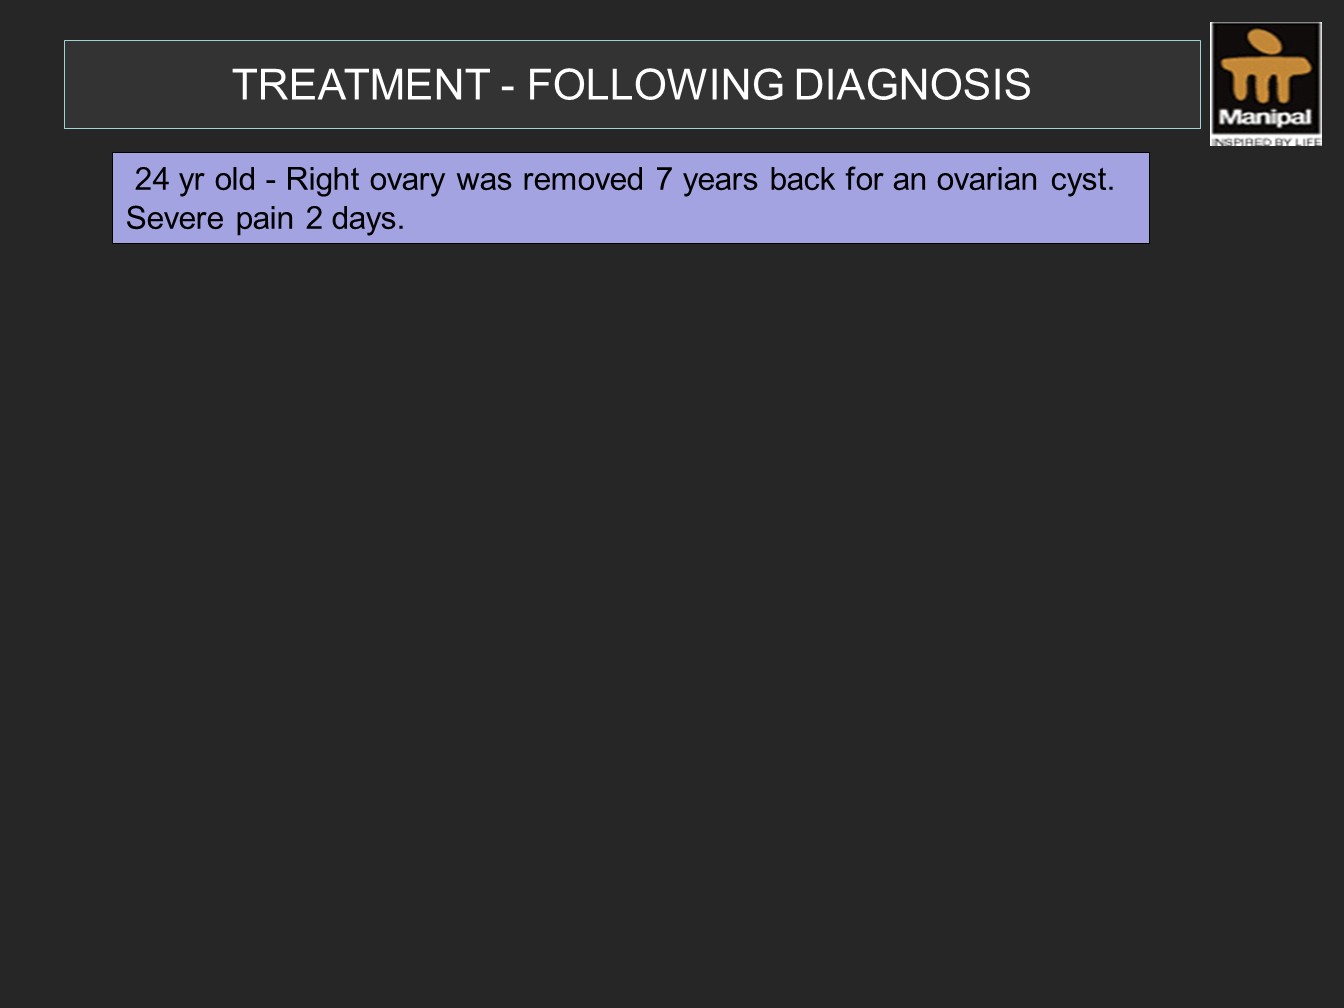 TREATMENT - FOLLOWING DIAGNOSIS
Manipal
INSPIRED BY LIFE
24 yr old - Right ovary was removed 7 years back for an ovarian cyst.
Severe pain 2 days.